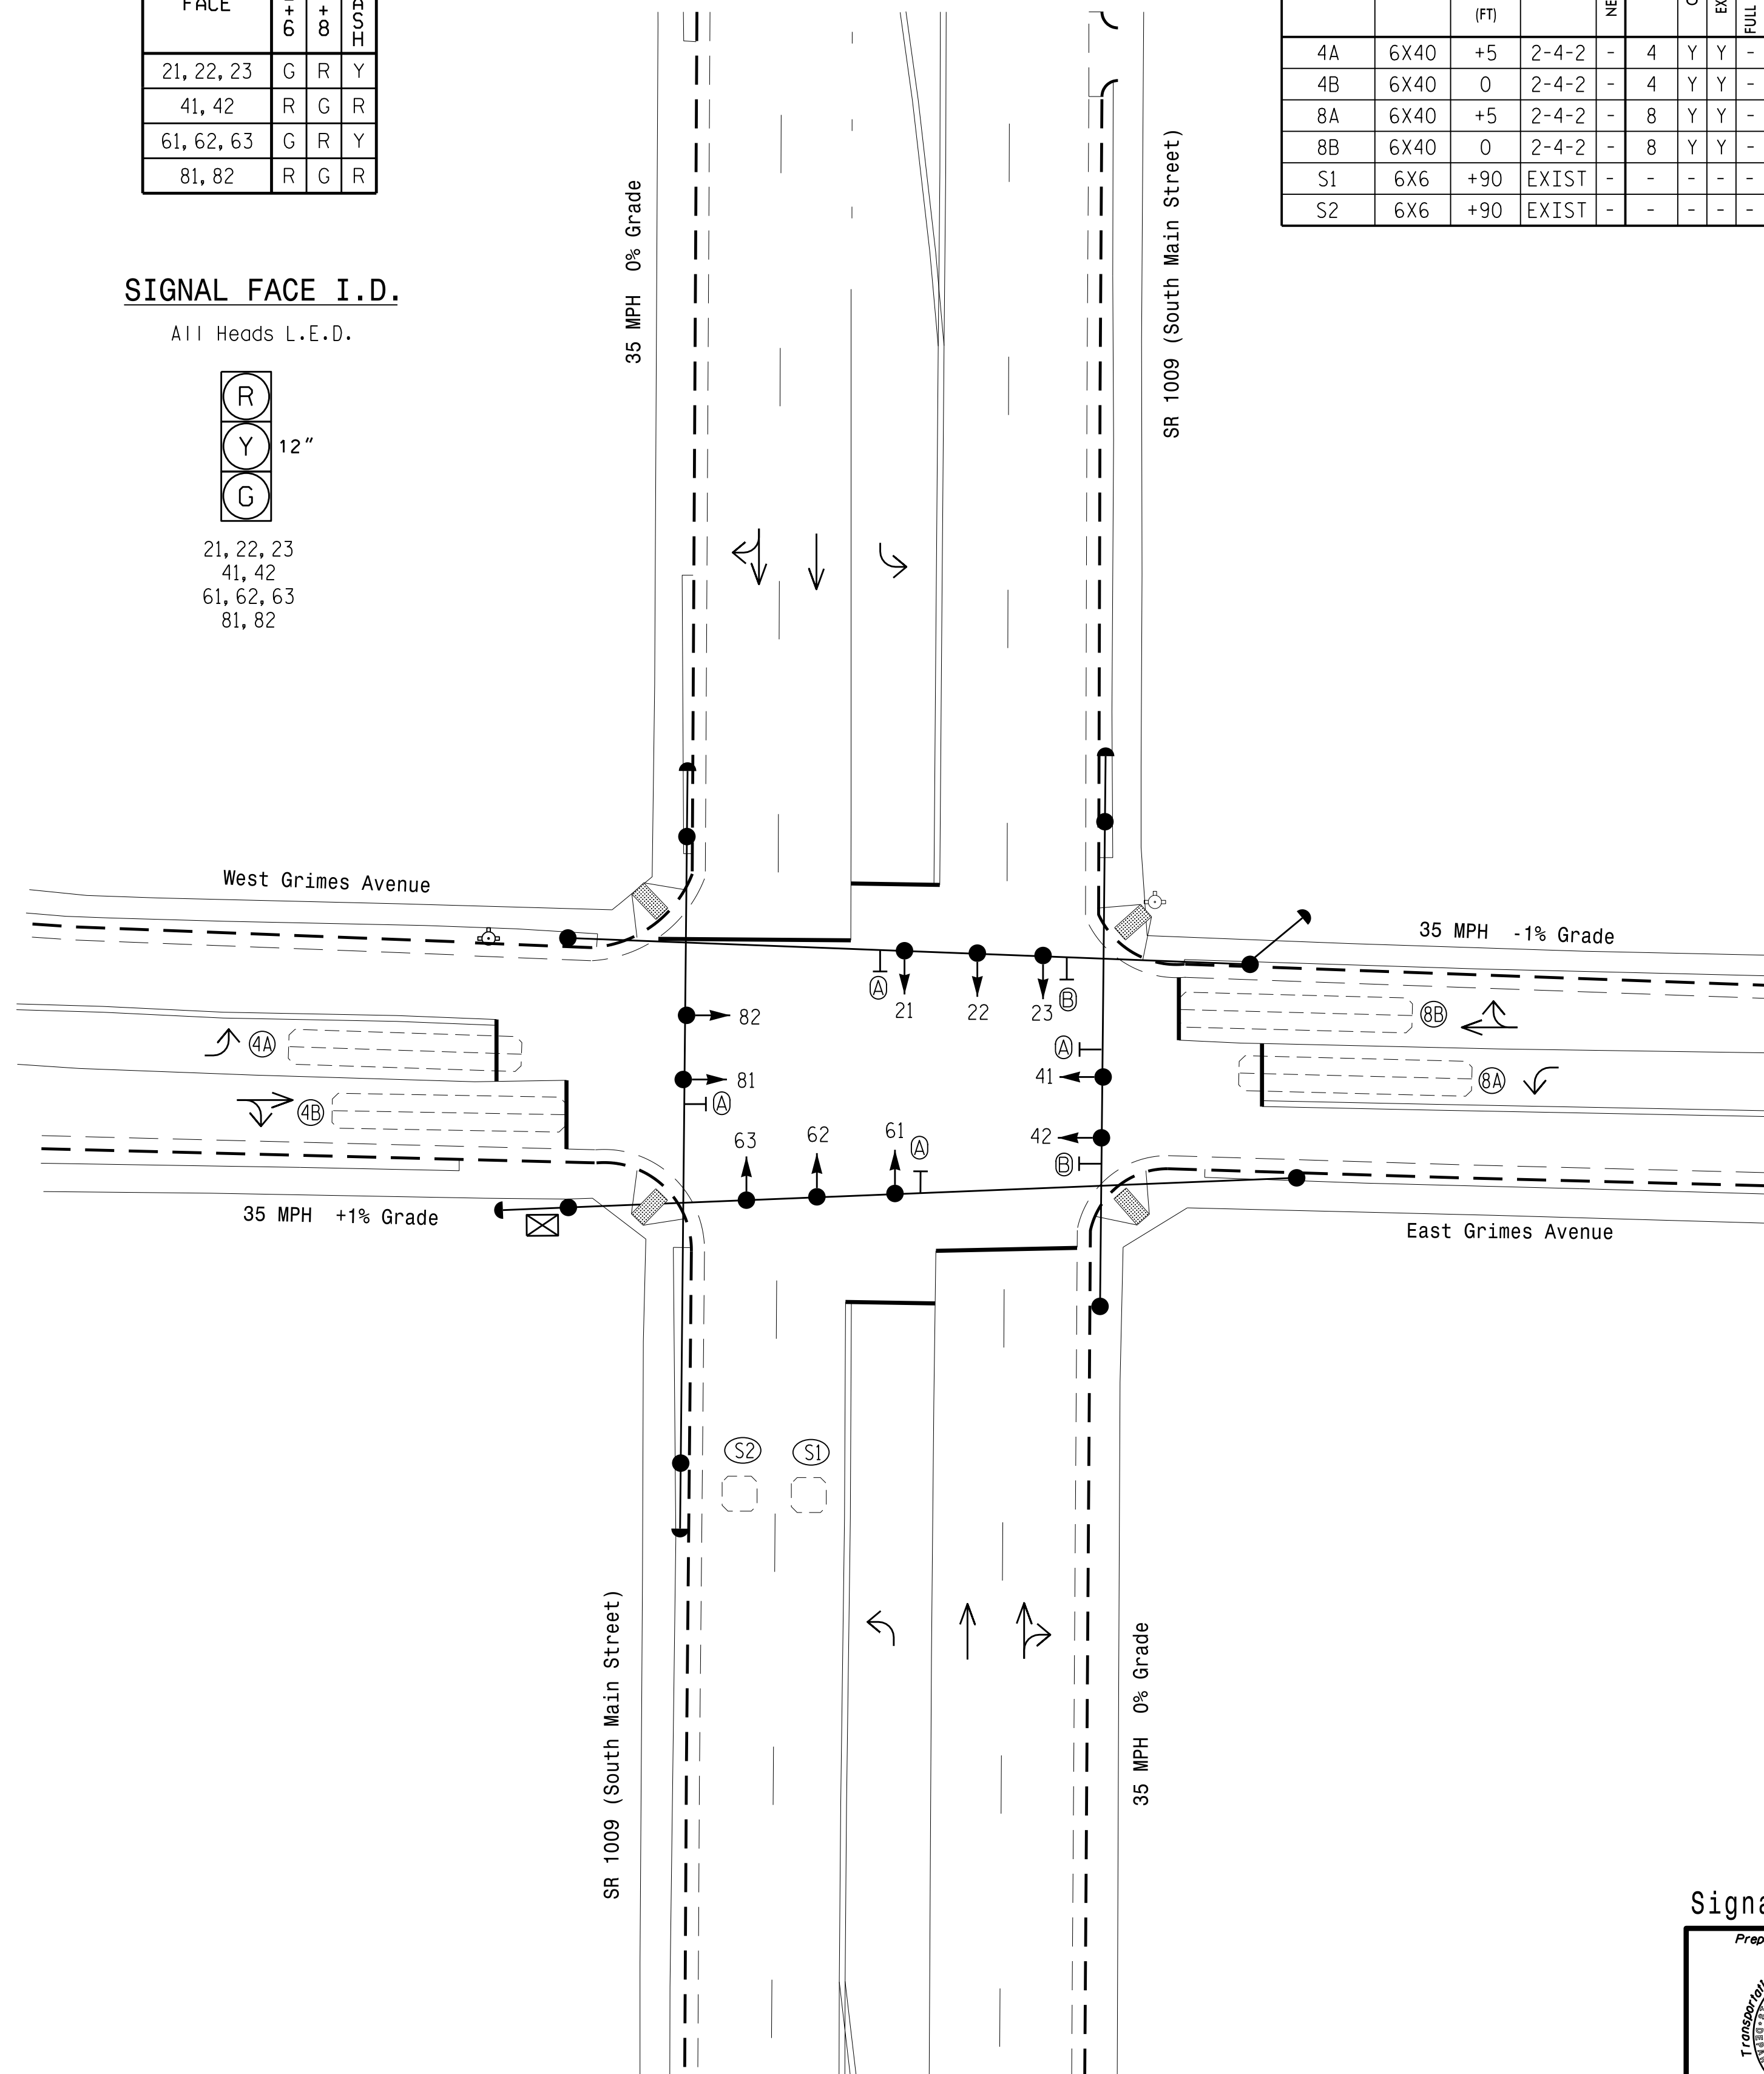 FACE
+
6
+
8
A
S
H
21, 22, 23 G R Y
41, 42 R G R
61, 62, 63 G R Y
81, 82 R G R
SIGNAL FACE I.D.
All Heads L.E.D.
R
Y 12"
G
21, 22, 23
41, 42
61, 62, 63
81, 82
(FT)
NE
EX
FULL
4A 6X40 +5 2-4-2 - 4 Y Y -
4B 6X40 0 2-4-2 - 4 Y Y -
8A 6X40 +5 2-4-2 - 8 Y Y -
8B 6X40 0 2-4-2 - 8 Y Y -
S1 6X6 +90 EXIST - - - - -
S2 6X6 +90 EXIST - - - - -
35 MPH 0% Grade
SR 1009 (South Main Street)
West Grimes Avenue
35 MPH -1% Grade
A
21
22
23
B
82
81
A
A
41
42
B
4A
4B
8B
8A
63
62
61
A
35 MPH +1% Grade
East Grimes Avenue
S2
S1
SR 1009 (South Main Street)
35 MPH 0% Grade
Signa
Prep